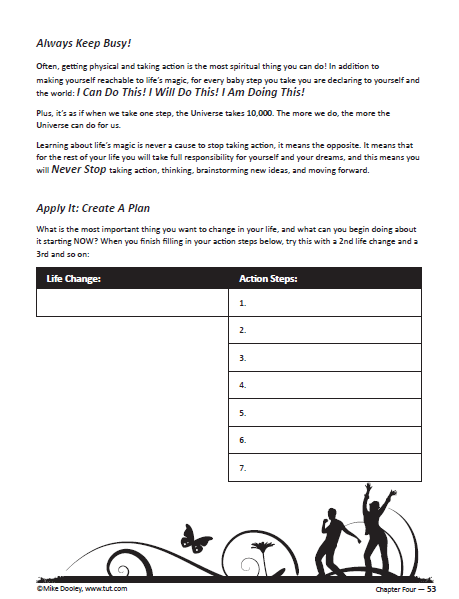 Always Keep Busy!
Often, getting physical and taking action is the most spiritual thing you can do! In addition to
making yourself reachable to life's magic, for every baby step you take you are declaring to yourself and
the world: I Can Do This! I Will Do This! I Am Doing This!
Plus, it's as if when we take one step, the Universe takes 10,000. The more we do, the more the
Universe can do for us.
Learning about life's magic is never a cause to stop taking action, it means the opposite. It means that
for the rest of your life you will take full responsibility for yourself and your dreams, and this means you
will Never Stop taking action, thinking, brainstorming new ideas, and moving forward.
Apply It: Create A Plan
What is the most important thing you want to change in your life, and what can you begin doing about
it starting NOW? When you finish filling in your action steps below, try this with a 2nd life change and a
3rd and so on:
Life Change: Action Steps:
1.
2.
3.
4.
5.
6.
7.
©Mike Dooley, www.tut.com Chapter Four — 53